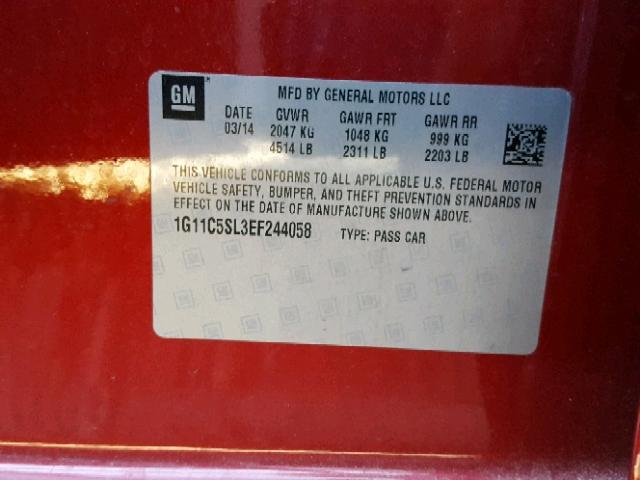 GM
MFD BY GENERAL MOTORS LLC
DATE GVWR GAWR FRT GAWR RR
03/14 2047 KG 1048 KG 999 KG
4514 LB 2311 LB 2203 LB
THIS VEHICLE CONFORMS TO ALL APPLICABLE U.S. FEDERAL MOTOR
VEHICLE SAFETY, BUMPER, AND THEFT PREVENTION STANDARDS IN
EFFECT ON THE DATE OF MANUFACTURE SHOWN ABOVE.
1G11C5SL3EF244058 TYPE: PASS CAR